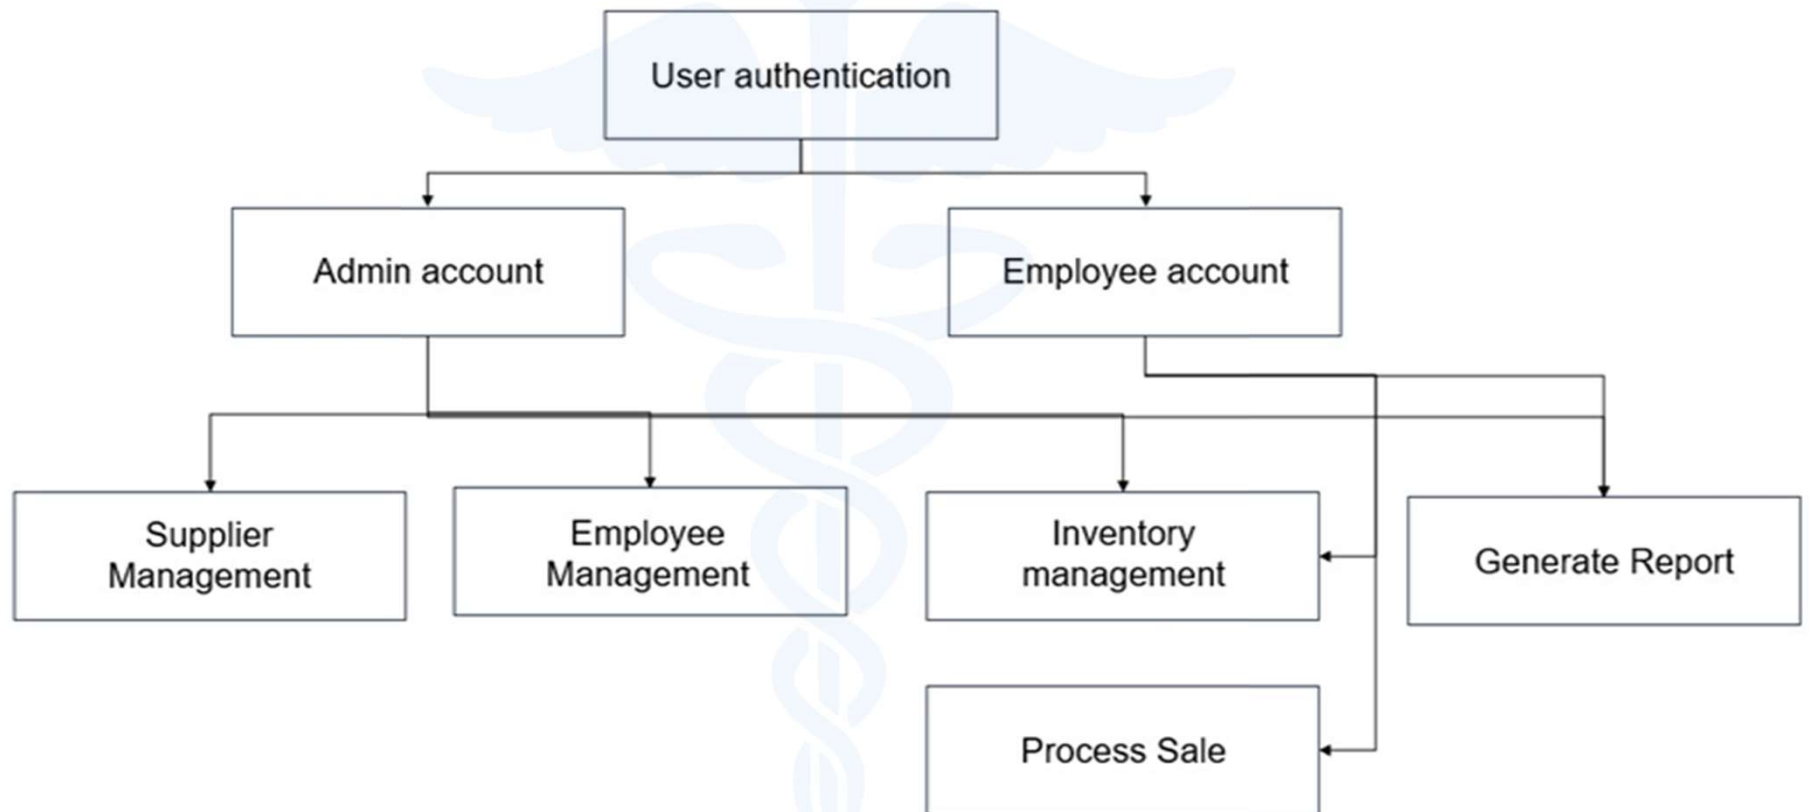 User authentication
Admin account
Employee account
Supplier
Management
Employee
Management
Inventory
management
Generate Report
Process Sale